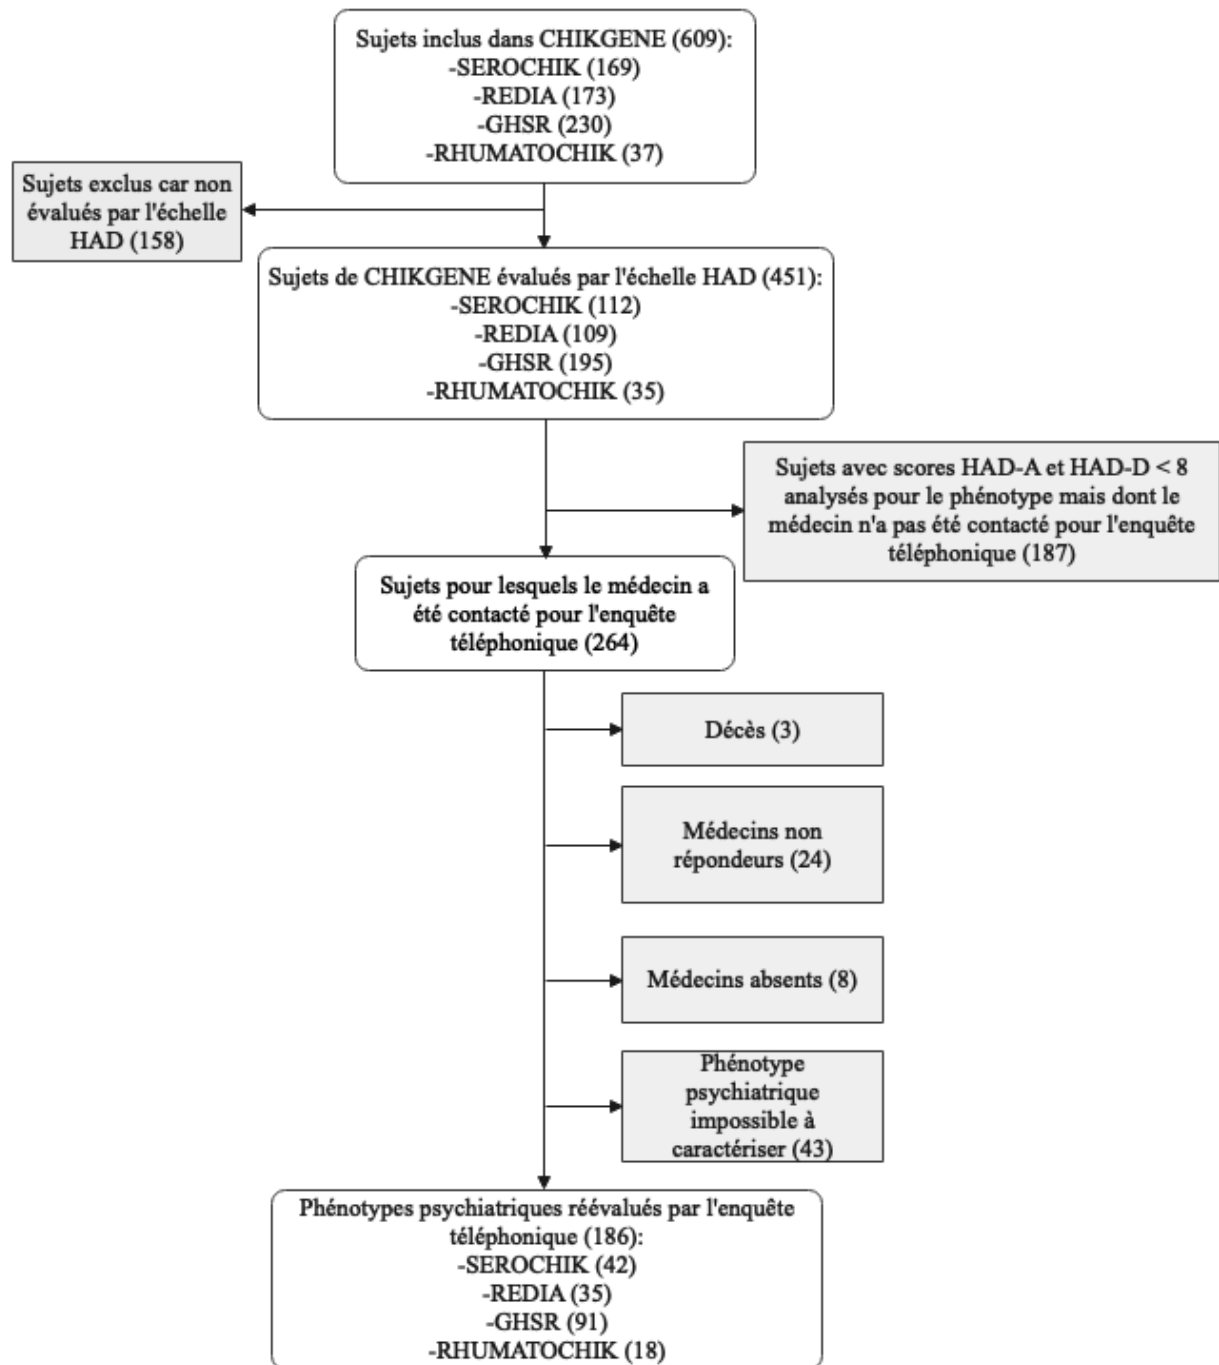 Sujets inclus dans CHIKGENE (609):
-SEROCHIK (169)
-REDIA (173)
-GHSR (230)
-RHUMATOCHIK (37)
Sujets exclus car non
évalués par l'échelle
HAD (158)
Sujets de CHIKGENE évalués par l'échelle HAD (451):
-SEROCHIK (112)
-REDIA (109)
-GHSR (195)
-RHUMATOCHIK (35)
Sujets avec scores HAD-A et HAD-D < 8
analysés pour le phénotype mais dont le
médecin n'a pas été contacté pour l'enquête
téléphonique (187)
Sujets pour lesquels le médecin a
été contacté pour l'enquête
téléphonique (264)
Décès (3)
Médecins non
répondeurs (24)
Médecins absents (8)
Phénotype
psychiatrique
impossible à
caractériser (43)
Phénotypes psychiatriques réévalués par l'enquête
téléphonique (186):
-SEROCHIK (42)
-REDIA (35)
-GHSR (91)
-RHUMATOCHIK (18)